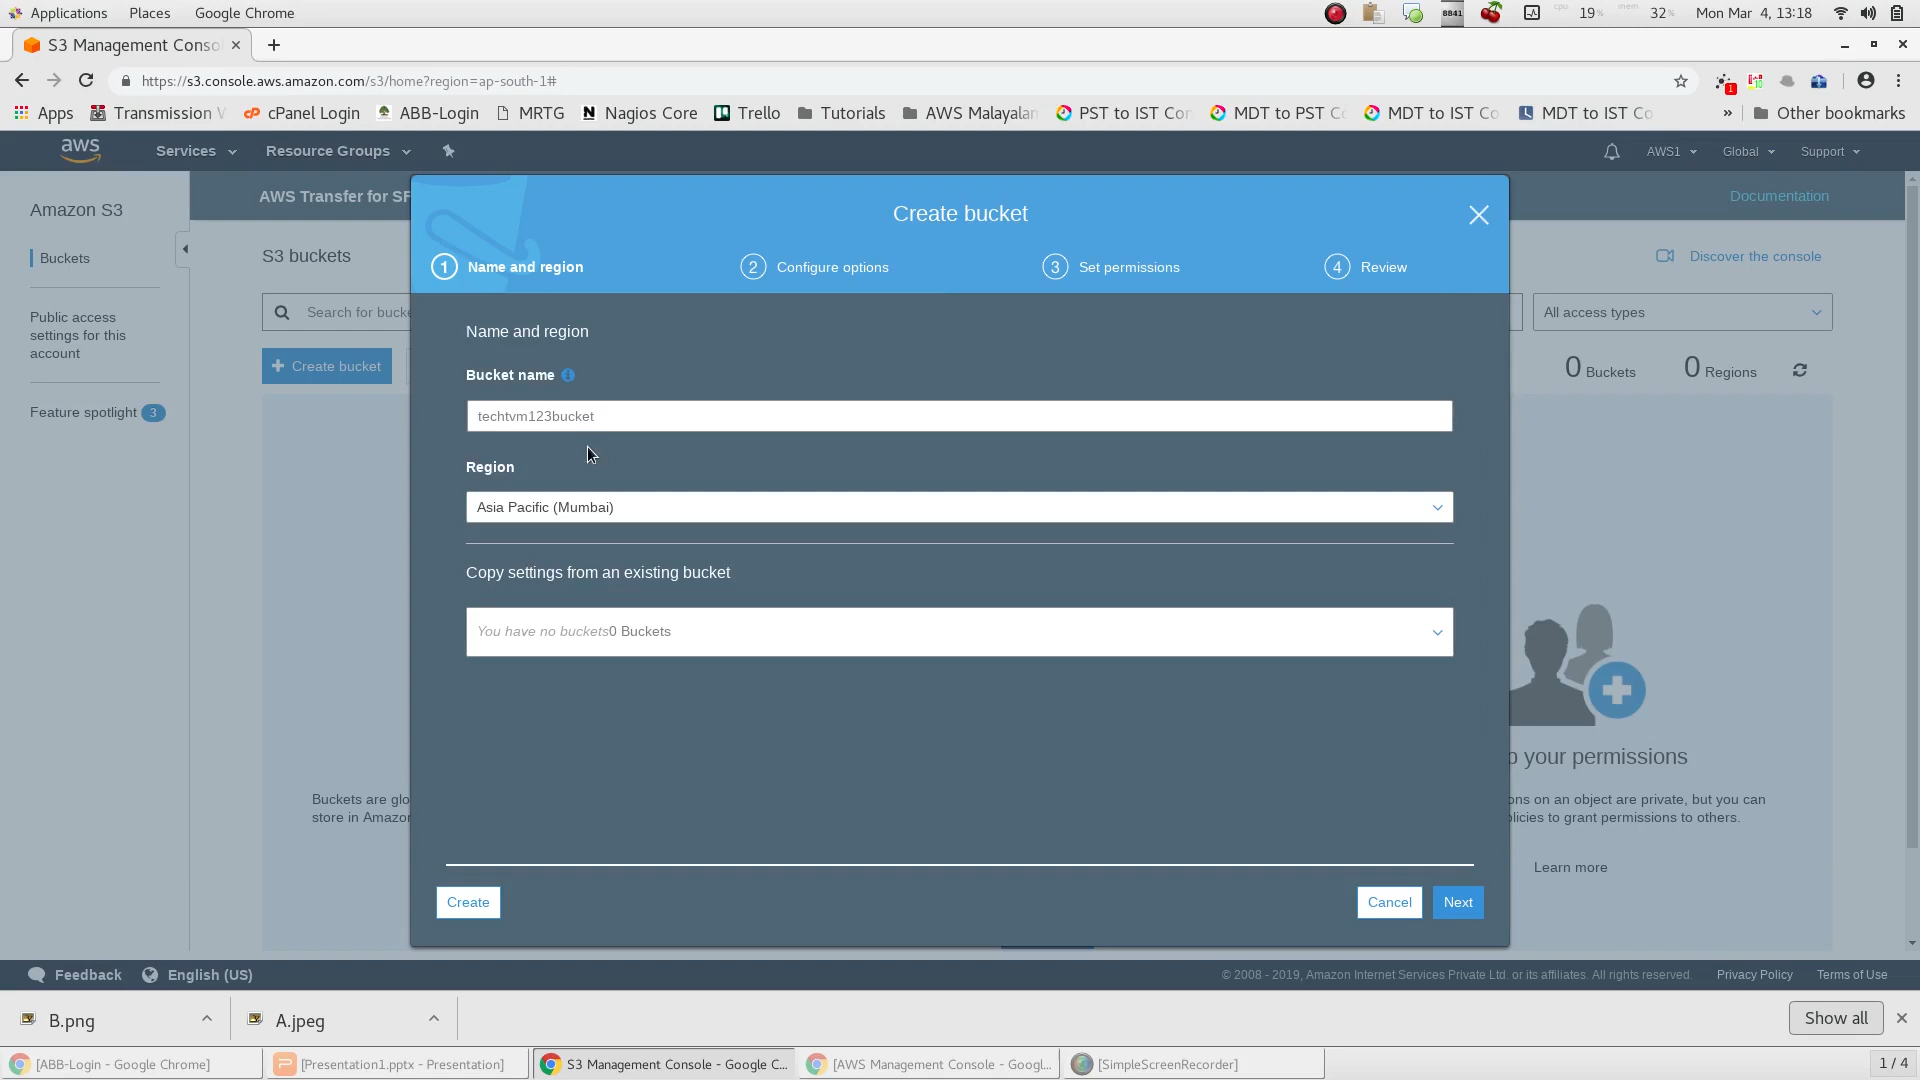 Applications Places Google Chrome 8841 cpu 19% mem 32% Mon Mar 4, 13:18
S3 Management Conso
https://s3.console.aws.amazon.com/s3/home?region=ap-south-1#
Apps Transmission V cPanel Login ABB-Login MRTG Nagios Core Trello Tutorials AWS Malayalan PST to IST Con MDT to PST Co MDT to IST Co MDT to IST Co » Other bookmarks
aws Services Resource Groups AWS1 Global Support
Amazon S3
Buckets
Public access
settings for this
account
Feature spotlight 3
AWS Transfer for SF
Documentation
S3 buckets
Discover the console
Search for bucke
All access types
Create bucket
0 Buckets 0 Regions
Create bucket
1 Name and region 2 Configure options 3 Set permissions 4 Review
Name and region
Bucket name
techtvm123bucket
Region
Asia Pacific (Mumbai)
Copy settings from an existing bucket
You have no buckets0 Buckets
Create Cancel Next
Buckets are glo
store in Amazor
p your permissions
ons on an object are private, but you can
olicies to grant permissions to others.
Learn more
Feedback English (US) © 2008 - 2019, Amazon Internet Services Private Ltd. or its affiliates. All rights reserved. Privacy Policy Terms of Use
B.png A.jpeg Show all
[ABB-Login - Google Chrome] [Presentation1.pptx - Presentation] S3 Management Console - Google C... [AWS Management Console - Googl... [SimpleScreenRecorder] 1 / 4